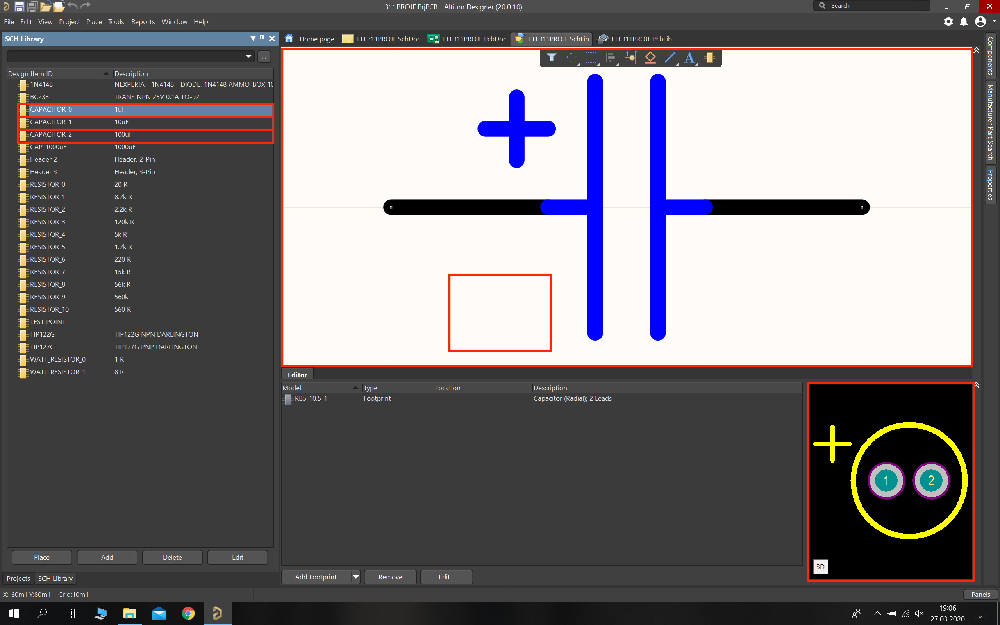 311PROJE.PrjPCB - Altium Designer (20.0.10)
Search
File Edit View Project Place Tools Reports Window Help
SCH Library
Home page ELE311PROJE.SchDoc ELE311PROJE.PcbDoc ELE311PROJE.SchLib ELE311PROJE.PcbLib
...
Design Item ID Description
1N4148 NEXPERIA - 1N4148 - DIODE, 1N4148 AMMO-BOX 10
BC238 TRANS NPN 25V 0.1A TO-92
CAPACITOR_0 1uF
CAPACITOR_1 10uF
CAPACITOR_2 100uF
CAP_1000uF 1000uF
Header 2 Header, 2-Pin
Header 3 Header, 3-Pin
RESISTOR_0 20 R
RESISTOR_1 8.2k R
RESISTOR_2 2.2k R
RESISTOR_3 120k R
RESISTOR_4 5k R
RESISTOR_5 1.2k R
RESISTOR_6 220 R
RESISTOR_7 15k R
RESISTOR_8 56k R
RESISTOR_9 560k
RESISTOR_10 560 R
TEST POINT
TIP122G TIP122G NPN DARLINGTON
TIP127G TIP127G PNP DARLINGTON
WATT_RESISTOR_0 1 R
WATT_RESISTOR_1 8 R
Place Add Delete Edit
Projects SCH Library
Components
Manufacturer Part Search
Properties
Editor
Model Type Location Description
RB5-10.5-1 Footprint Capacitor (Radial); 2 Leads
1 2
3D
Add Footprint Remove Edit...
X:-60mil Y:80mil Grid:10mil
Panels
19:06
27.03.2020